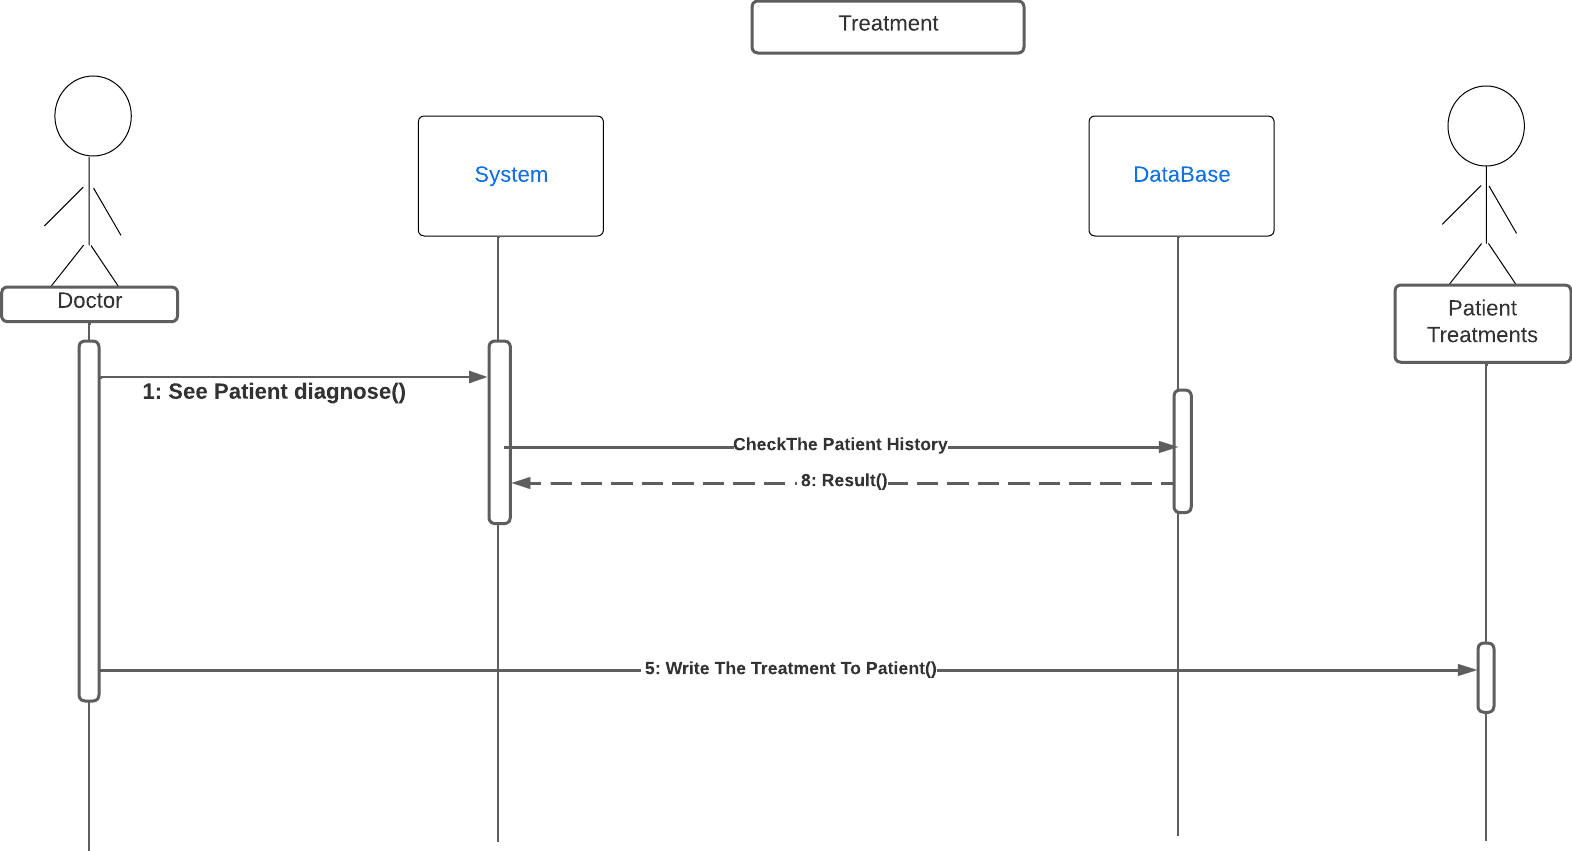 Treatment
System
DataBase
Doctor
Patient
Treatments
1: See Patient diagnose()
CheckThe Patient History
8: Result()
5: Write The Treatment To Patient()